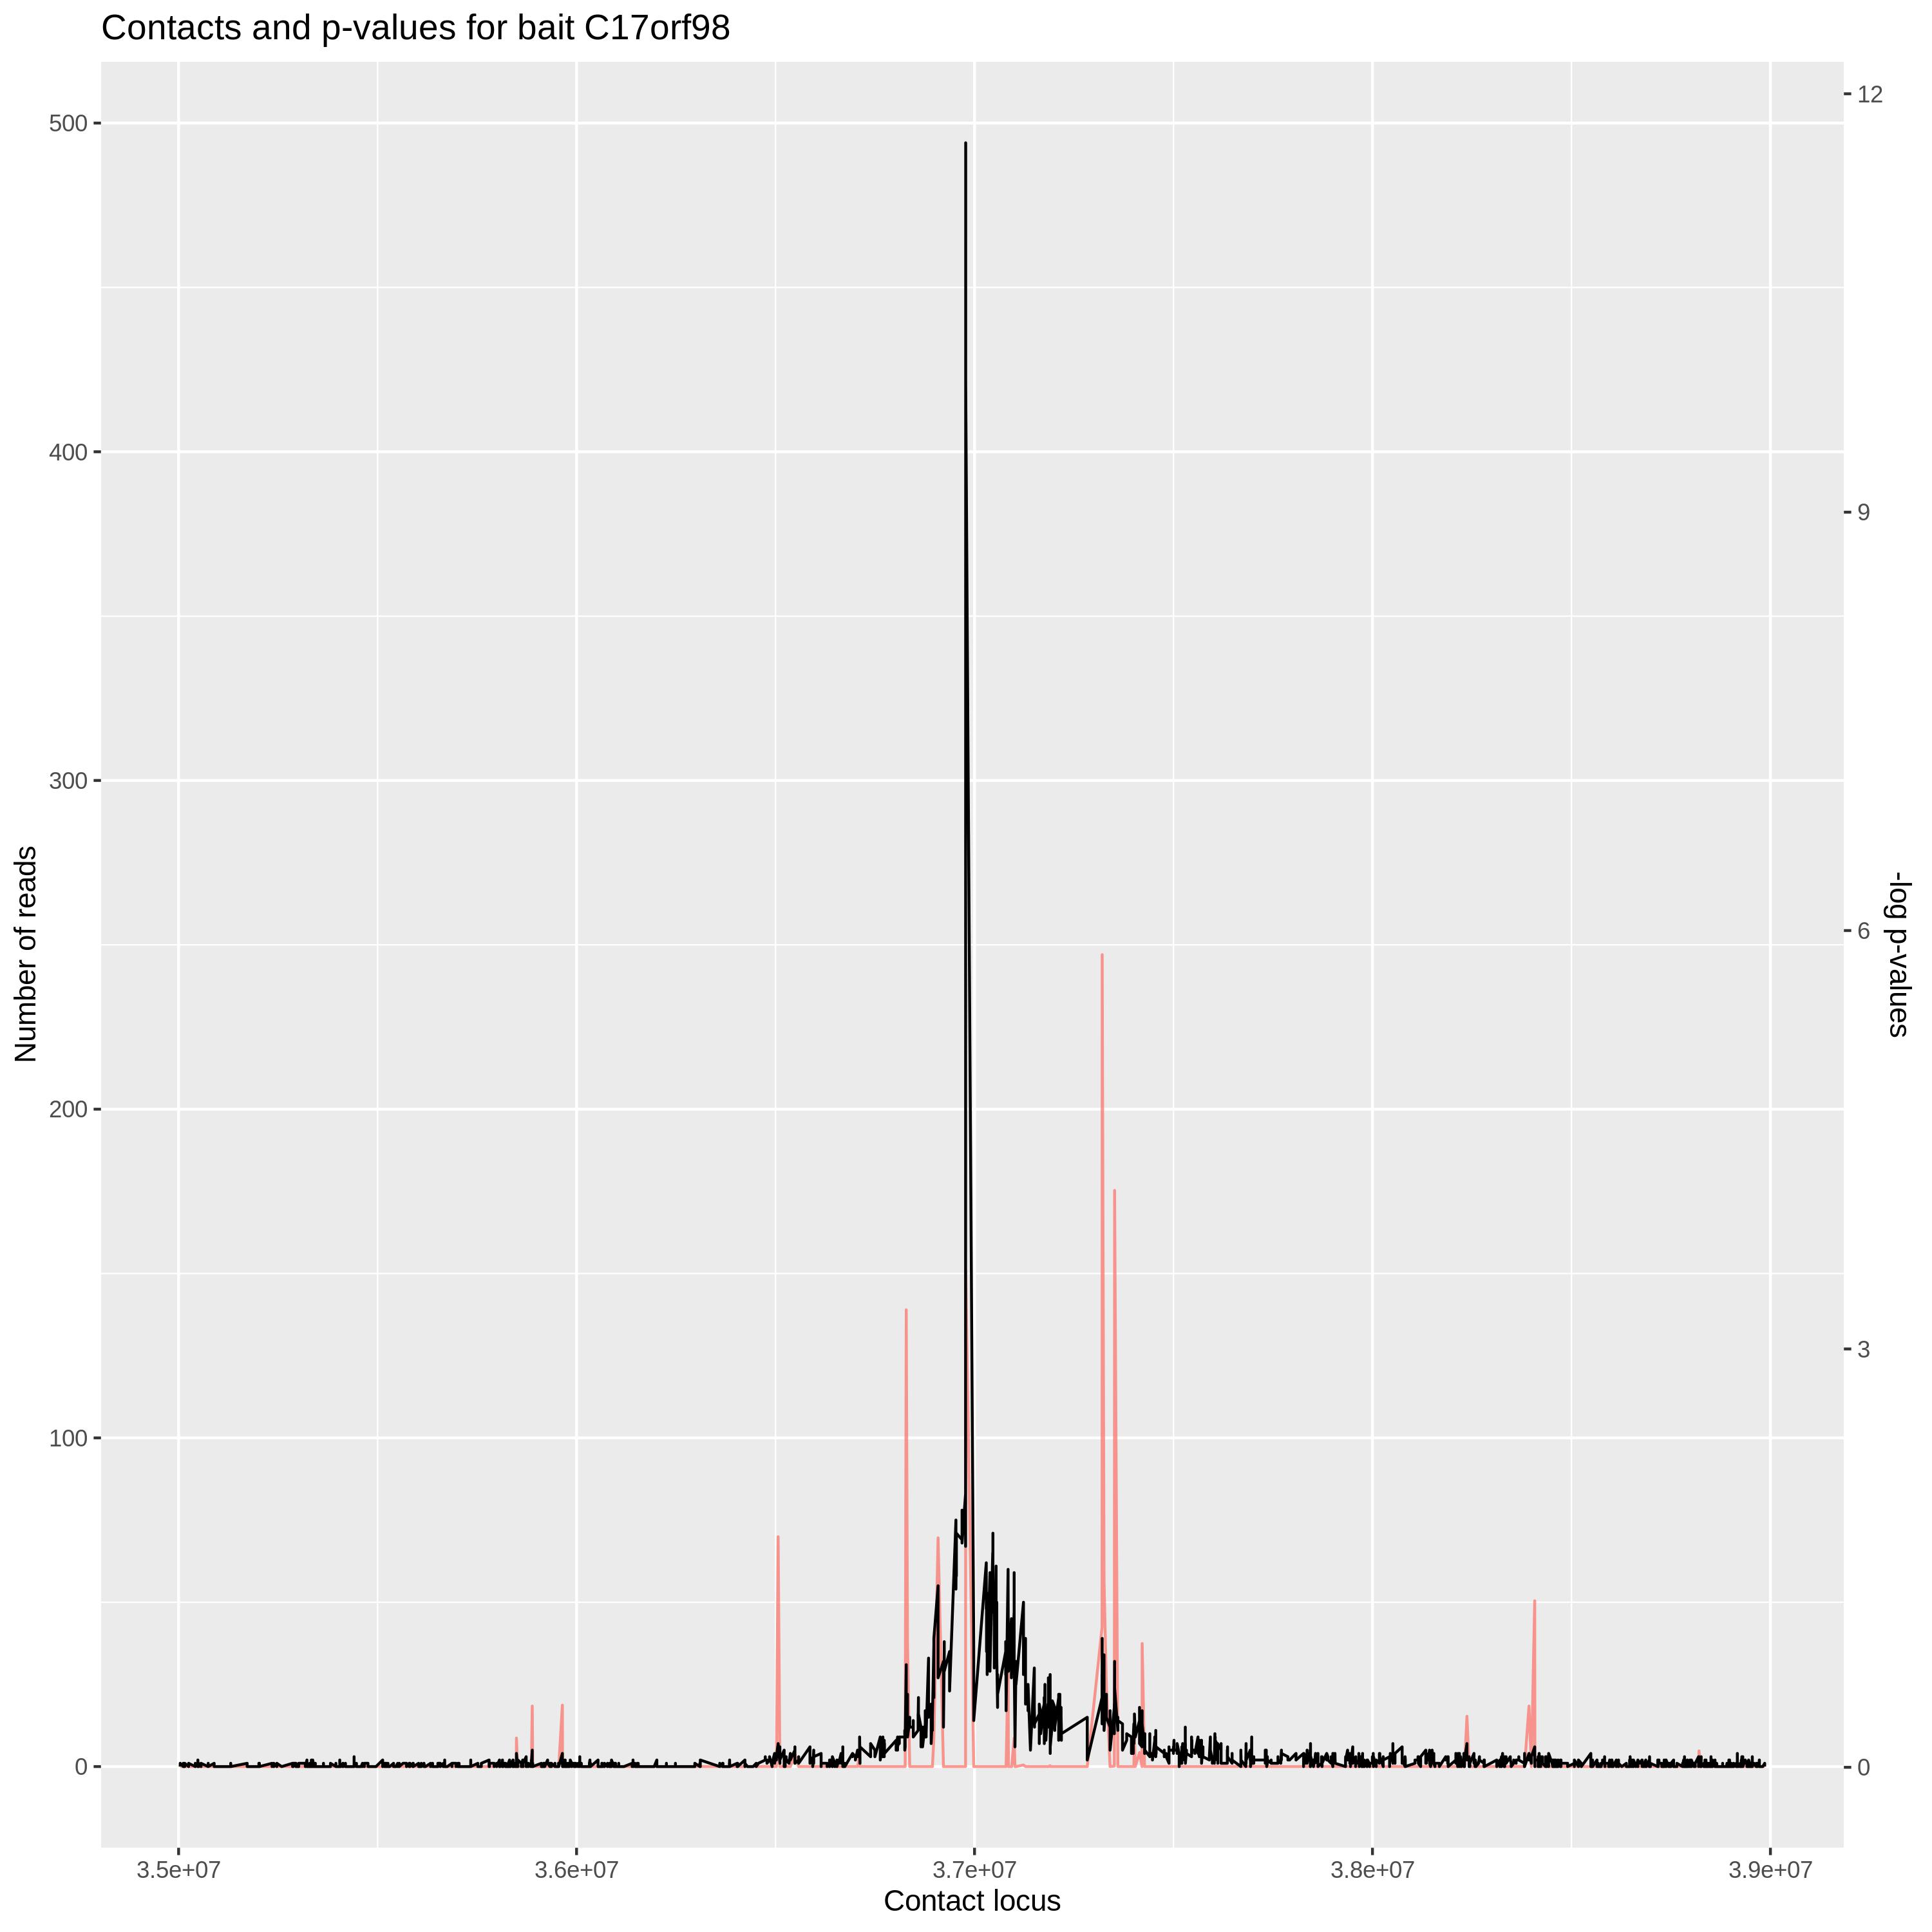 Contacts and p-values for bait C17orf98
500
400
300
200
100
0
12
9
6
3
0
Number of reads
-log p-values
3.5e+07
3.6e+07
3.7e+07
3.8e+07
3.9e+07
Contact locus